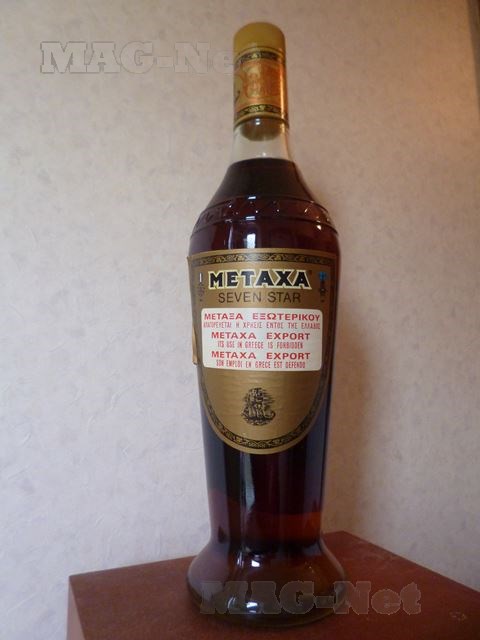 MAG-Net
METAXA
SEVEN STAR
ΜΕΤΑΞΑ ΕΞΩΤΕΡΙΚΟΥ
ΑΠΑΓΟΡΕΥΕΤΑΙ Η ΧΡΗΣΙΣ ΕΝΤΟΣ ΤΗΣ ΕΛΛΑΔΟΣ
METAXA EXPORT
ITS USE IN GREECE IS FORBIDDEN
METAXA EXPORT
SON EMPLOI EN GRECE EST DEFENDU
MAG-Net